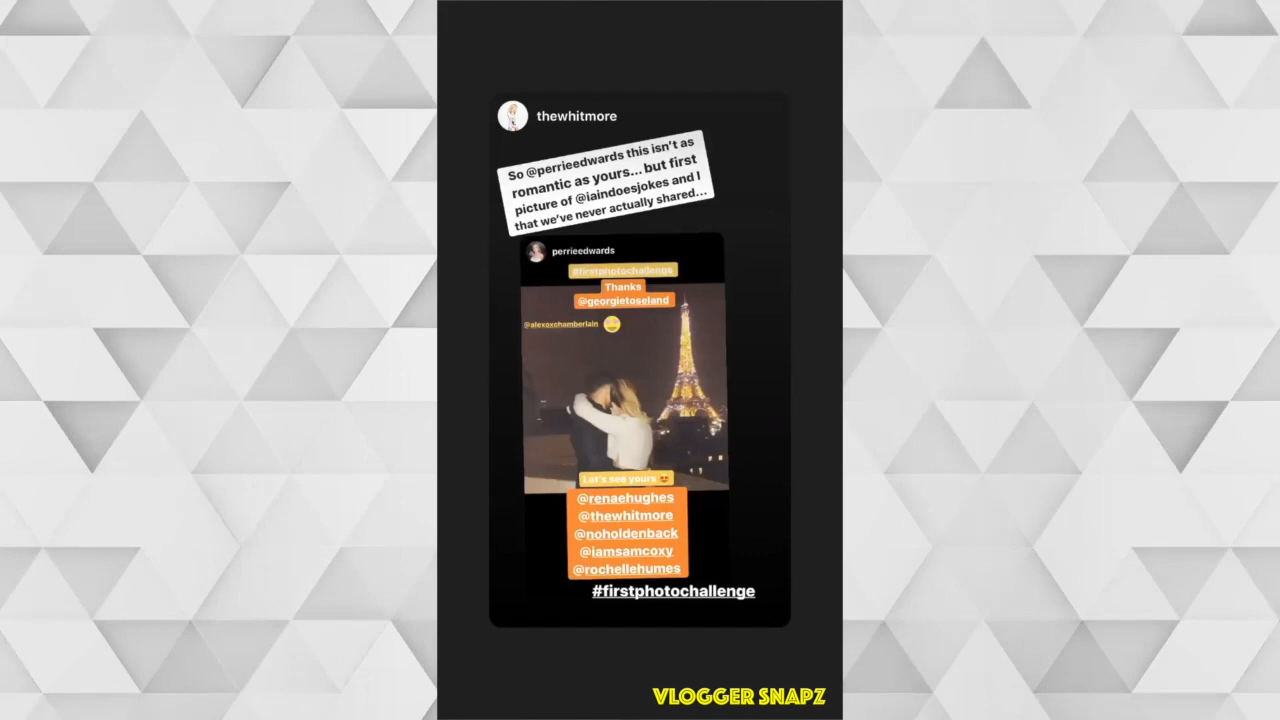 thewhitmore
So @perrieedwards this isn't as
romantic as yours... but first
picture of @iaindoesjokes and I
that we've never actually shared...
perrieedwards
#firstphotochallenge
Thanks
@georgietoseland
@alexoxchamberlain
Let's see yours 😍
@renaehughes
@thewhitmore
@noholdenback
@iamsamcoxy
@rochellehumes
#firstphotochallenge
VLOGGER SNAPZ